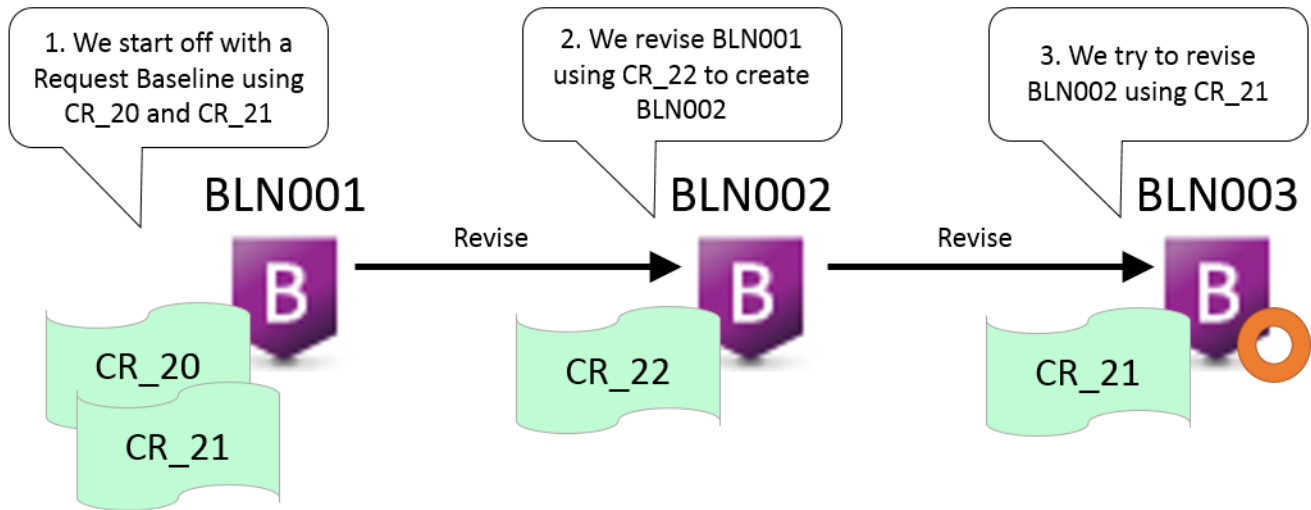 1. We start off with a
Request Baseline using
CR_20 and CR_21
2. We revise BLN001
using CR_22 to create
BLN002
3. We try to revise
BLN002 using CR_21
BLN001
BLN002
BLN003
Revise
Revise
B
B
B
CR_20
CR_21
CR_22
CR_21